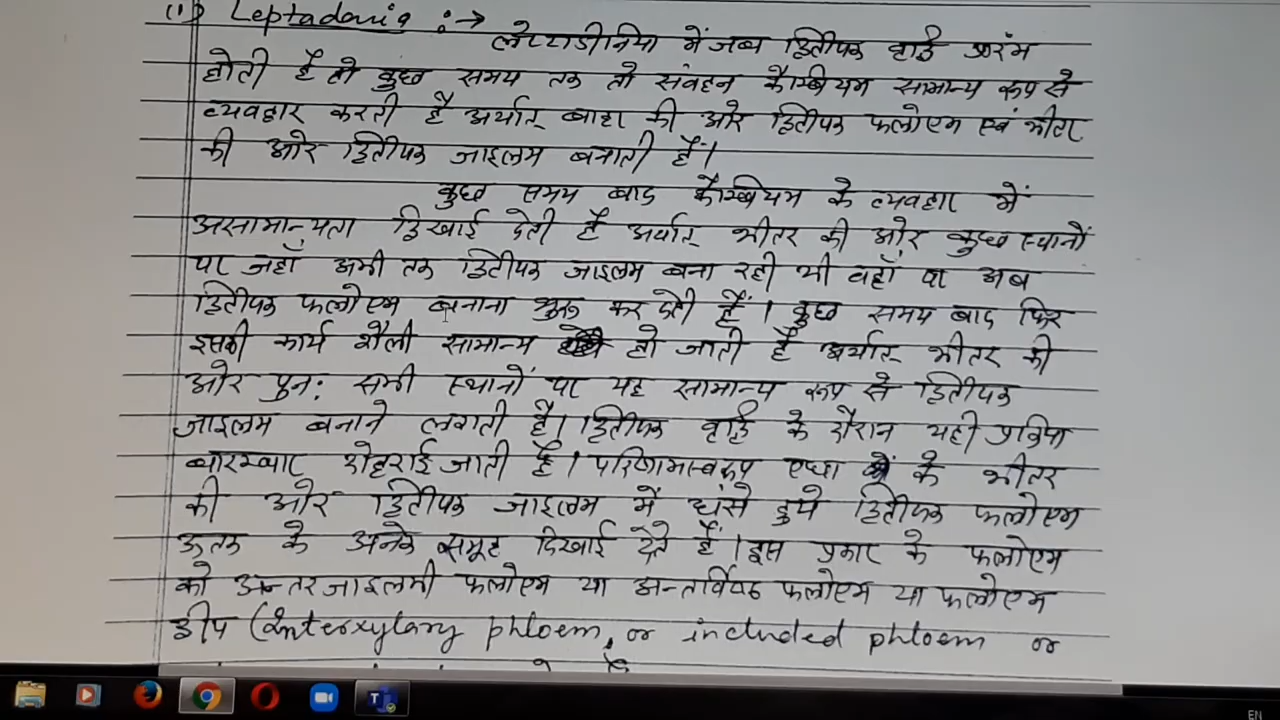 (1) Leptadenia :→
लेप्टाडीनिया में जब द्वितीयक वृद्धि प्रारंभ
होती है तो कुछ समय तक तो संवहन कैम्बियम सामान्य रूप से
व्यवहार करती है अर्थात् बाहर की ओर द्वितीयक फ्लोएम एवं भीतर
की ओर द्वितीयक जाइलम बनाती हैं।
कुछ समय बाद कैम्बियम के व्यवहार में
असामान्यता दिखाई देती है अर्थात् भीतर की ओर कुछ स्थानों
पर जहाँ अभी तक द्वितीयक जाइलम बना रही थी वहाँ पर अब
द्वितीयक फ्लोएम बनाना शुरू कर देती हैं। कुछ समय बाद फिर
इसकी कार्य शैली सामान्य हो जाती है अर्थात् भीतर की
ओर पुनः सभी स्थानों पर यह सामान्य रूप से द्वितीयक
जाइलम बनाने लगती है। द्वितीयक वृद्धि के दौरान यही प्रक्रिया
बारम्बार दोहराई जाती है। परिणामस्वरूप एधा के भीतर
की ओर द्वितीयक जाइलम में धंसे हुये द्वितीयक फ्लोएम
ऊतक के अनेक समूह दिखाई देते हैं। इस प्रकार के फ्लोएम
को अन्तरजाइलमी फ्लोएम या अन्तर्विष्ट फ्लोएम या फ्लोएम
द्वीप (Interxylary phloem, or included phloem or
EN